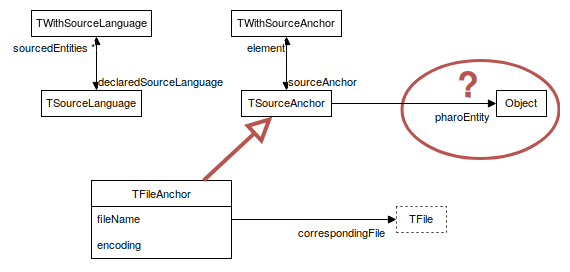 TWithSourceLanguage
TWithSourceAnchor
sourcedEntities *
element
declaredSourceLanguage
sourceAnchor
?
TSourceLanguage
TSourceAnchor
Object
pharoEntity
TFileAnchor
fileName
TFile
correspondingFile
encoding